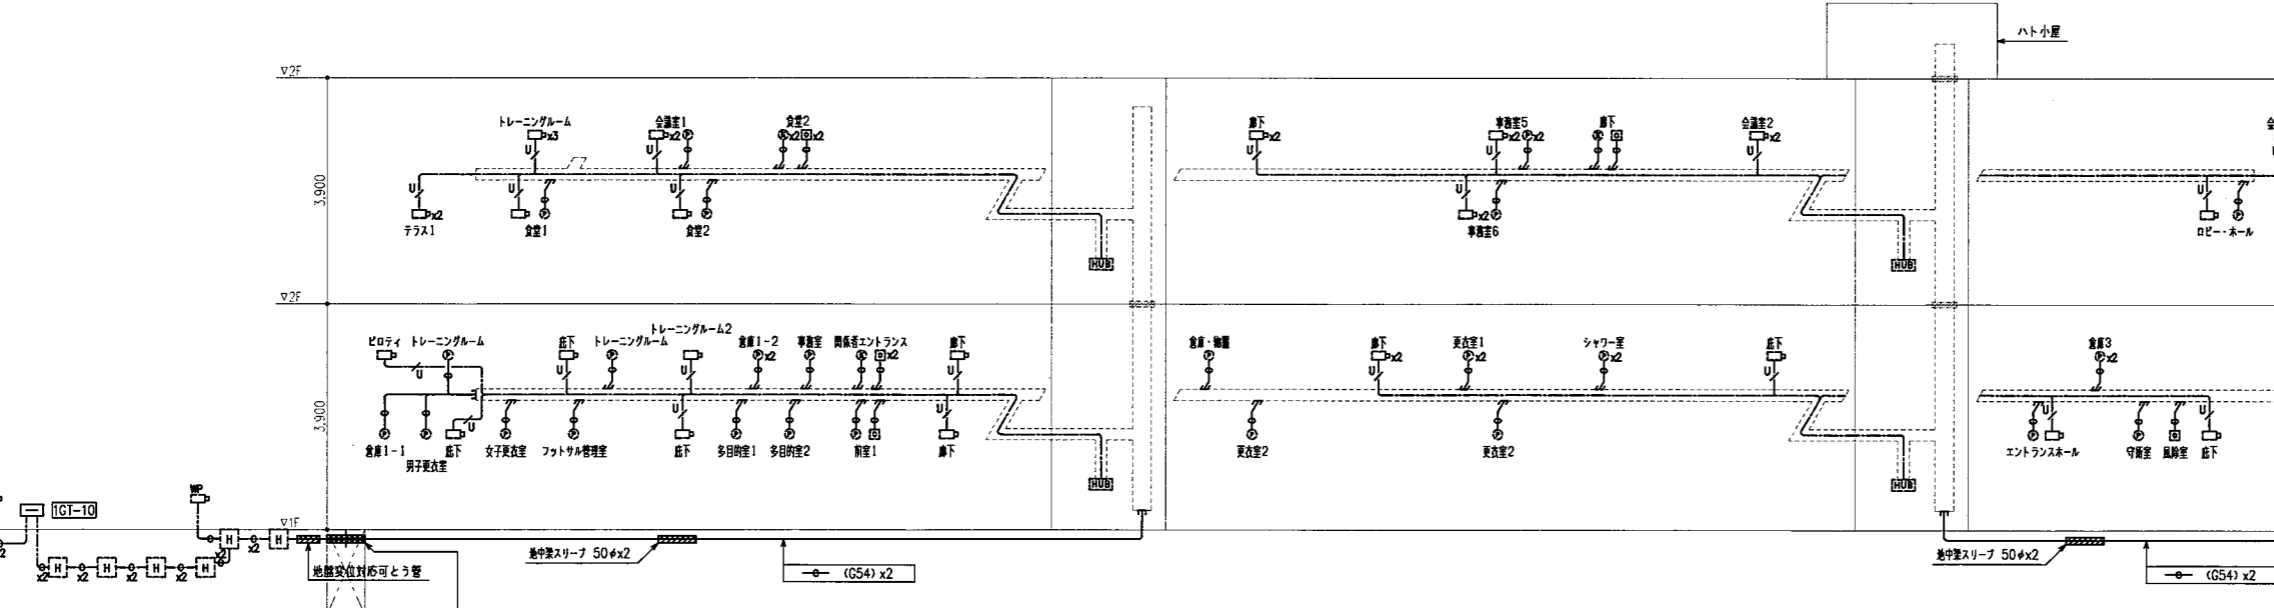 ハト小屋
▽2F
トレーニングルーム
x3
会議室1
x2
食堂2
x2 x2
廊下
x2
事務室5
x2 x2
廊下
会議室2
x2
3,900
U
U
U
U
U
U
U
U
U
U
x2
x2
テラス1
食堂1
食堂2
事務室6
ロビー・ホール
HUB
HUB
▽2F
ピロティ
トレーニングルーム
庇下
トレーニングルーム
トレーニングルーム2
倉庫1-2
x2
事務室
関係者エントランス
x2
廊下
倉庫・物置
廊下
x2
更衣室1
x2
シャワー室
x2
庇下
倉庫3
x2
3,900
U
U
U
U
U
U
U
U
U
U
U
倉庫1-1
男子更衣室
庇下
女子更衣室
フットサル管理室
庇下
多目的室1
多目的室2
前室1
廊下
更衣室2
更衣室2
エントランスホール
守衛室
風除室
庇下
HUB
HUB
WP
1GT-10
▽1F
H
H
x2
x2
x2
H
H
H
H
x2
x2
x2
x2
地盤変位対応可とう管
地中梁スリーブ 50φx2
(G54) x2
地中梁スリーブ 50φx2
(G54) x2